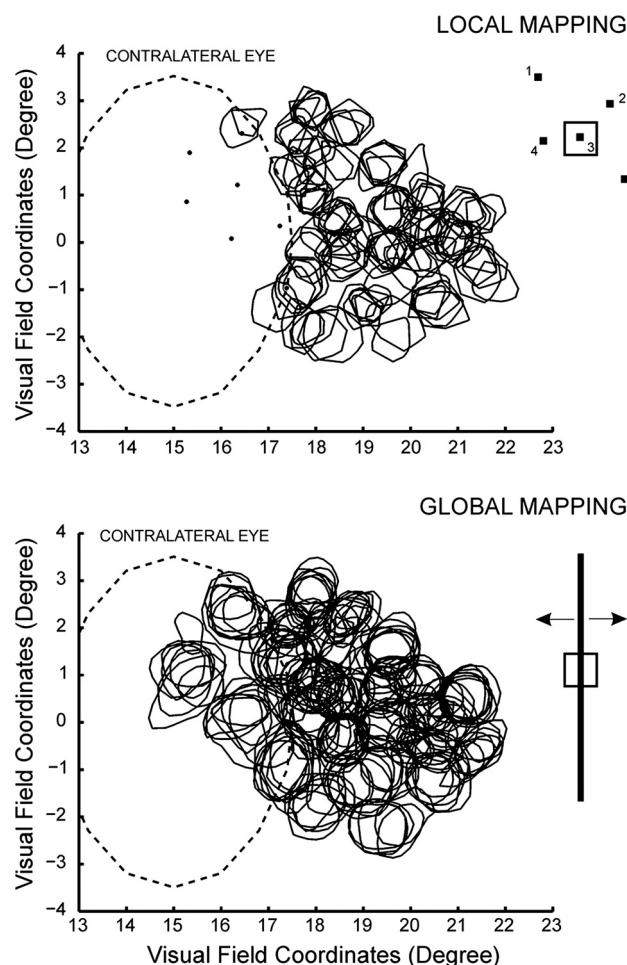 LOCAL MAPPING
CONTRALATERAL EYE
1
2
3
4
Visual Field Coordinates (Degree)
4
3
2
1
0
−1
−2
−3
−4
13 14 15 16 17 18 19 20 21 22 23
GLOBAL MAPPING
CONTRALATERAL EYE
Visual Field Coordinates (Degree)
4
3
2
1
0
−1
−2
−3
−4
13 14 15 16 17 18 19 20 21 22 23
Visual Field Coordinates (Degree)